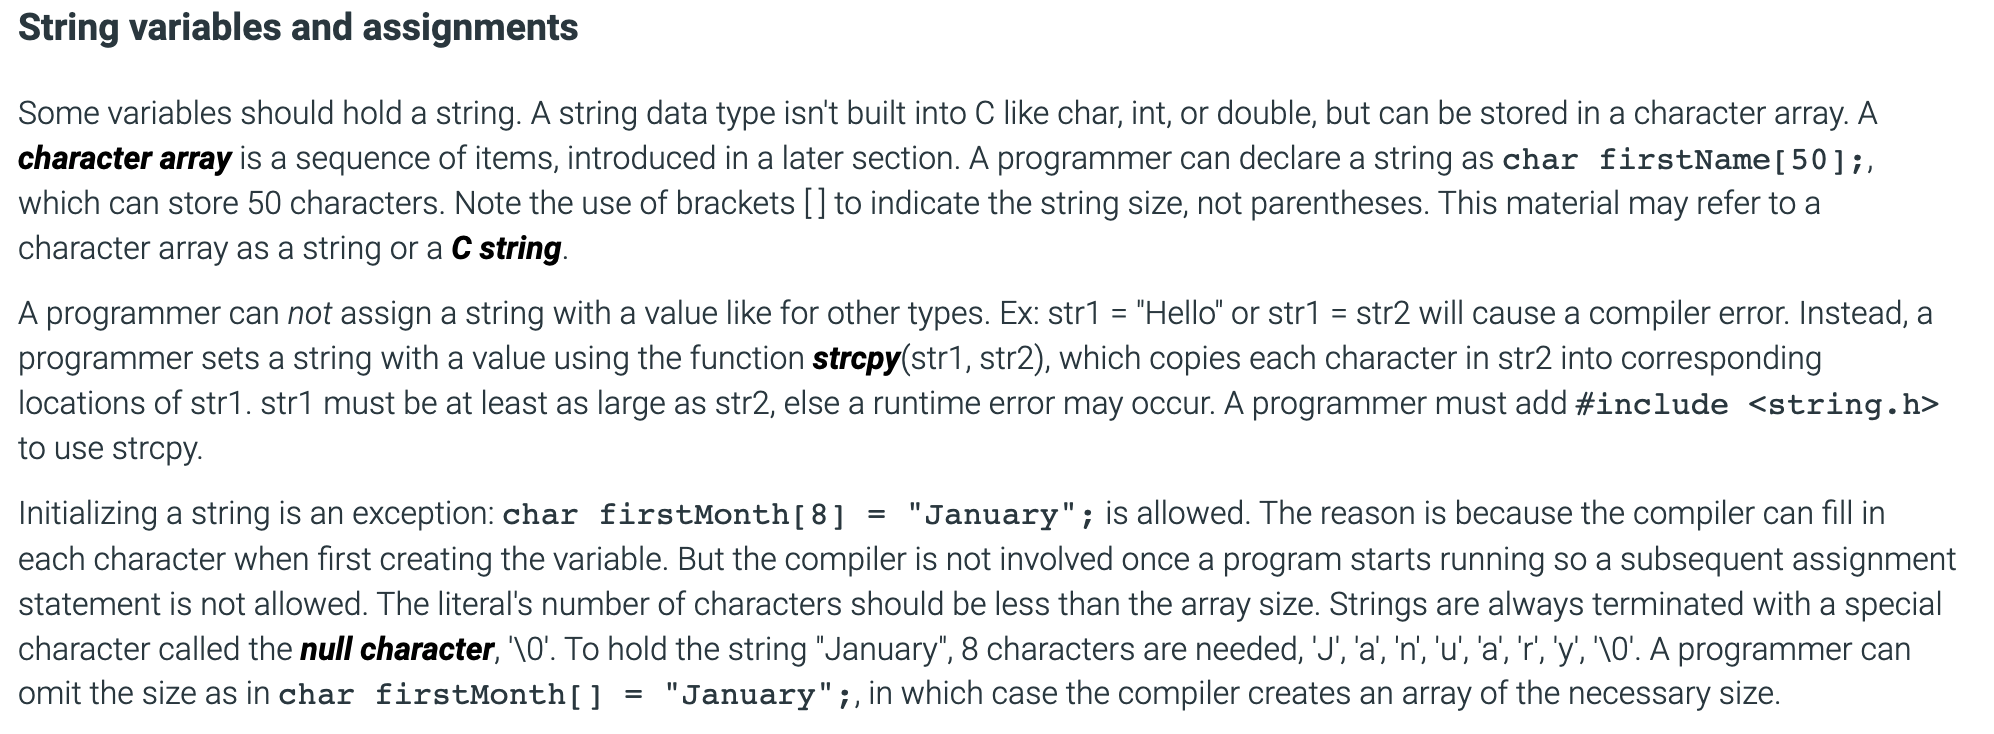 String variables and assignments
Some variables should hold a string. A string data type isn't built into C like char, int, or double, but can be stored in a character array. A
character array is a sequence of items, introduced in a later section. A programmer can declare a string as char firstName[50];,
which can store 50 characters. Note the use of brackets [ ] to indicate the string size, not parentheses. This material may refer to a
character array as a string or a C string.
A programmer can not assign a string with a value like for other types. Ex: str1 = "Hello" or str1 = str2 will cause a compiler error. Instead, a
programmer sets a string with a value using the function strcpy(str1, str2), which copies each character in str2 into corresponding
locations of str1. str1 must be at least as large as str2, else a runtime error may occur. A programmer must add #include <string.h>
to use strcpy.
Initializing a string is an exception: char firstMonth[8] = "January"; is allowed. The reason is because the compiler can fill in
each character when first creating the variable. But the compiler is not involved once a program starts running so a subsequent assignment
statement is not allowed. The literal's number of characters should be less than the array size. Strings are always terminated with a special
character called the null character, '\0'. To hold the string "January", 8 characters are needed, 'J', 'a', 'n', 'u', 'a', 'r', 'y', '\0'. A programmer can
omit the size as in char firstMonth[] = "January";, in which case the compiler creates an array of the necessary size.